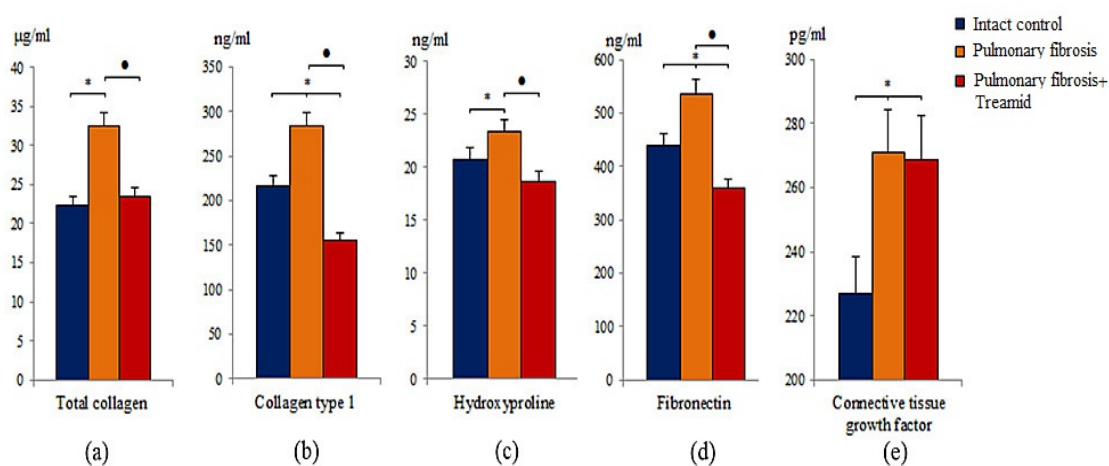 μg/ml
40
35
30
25
20
15
10
5
0
*
●
Total collagen
(a)
ng/ml
350
300
250
200
150
100
50
0
*
●
Collagen type 1
(b)
ng/ml
30
25
20
15
10
5
0
*
●
Hydroxyproline
(c)
ng/ml
600
500
400
300
200
100
0
●
*
Fibronectin
(d)
pg/ml
300
280
260
240
220
200
*
Connective tissue
growth factor
(e)
Intact control
Pulmonary fibrosis
Pulmonary fibrosis+
Treamid